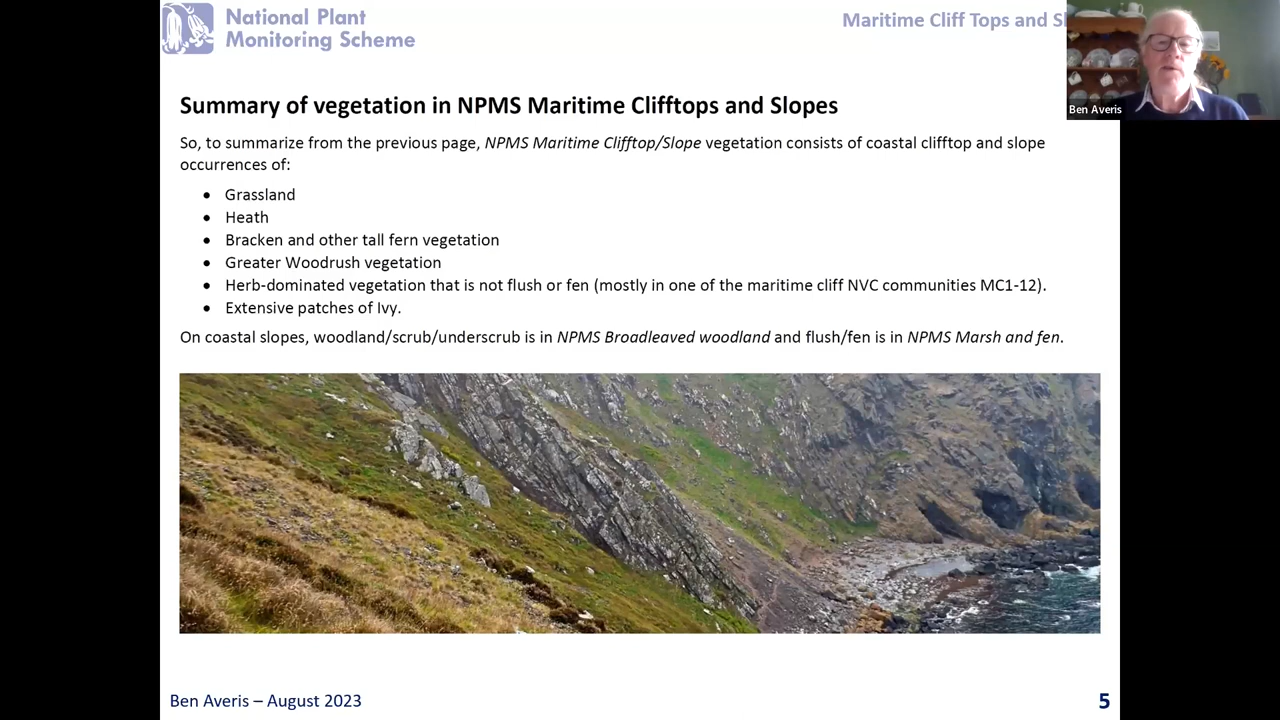 National Plant
Monitoring Scheme
Maritime Cliff Tops and
Ben Averis
Summary of vegetation in NPMS Maritime Clifftops and Slopes
So, to summarize from the previous page, NPMS Maritime Clifftop/Slope vegetation consists of coastal clifftop and slope
occurrences of:
• Grassland
• Heath
• Bracken and other tall fern vegetation
• Greater Woodrush vegetation
• Herb-dominated vegetation that is not flush or fen (mostly in one of the maritime cliff NVC communities MC1-12).
• Extensive patches of Ivy.
On coastal slopes, woodland/scrub/underscrub is in NPMS Broadleaved woodland and flush/fen is in NPMS Marsh and fen.
Ben Averis – August 2023
5